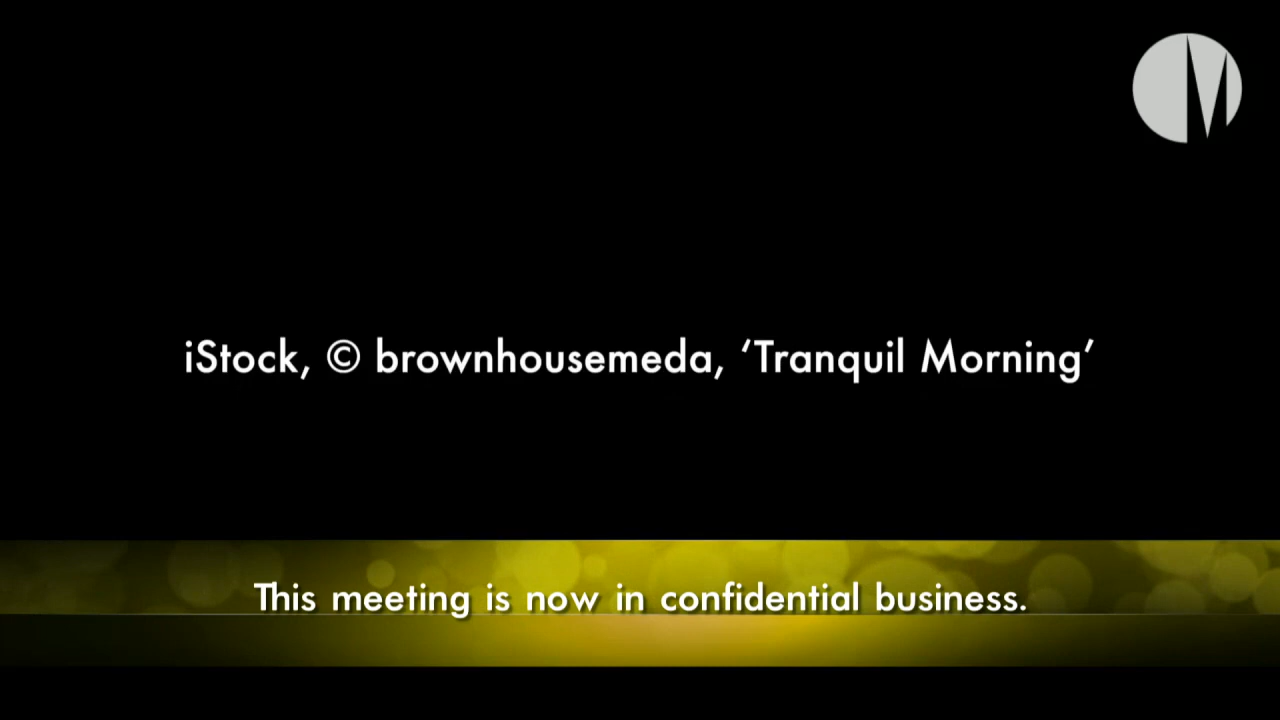 iStock, © brownhousemeda, ‘Tranquil Morning’
This meeting is now in confidential business.